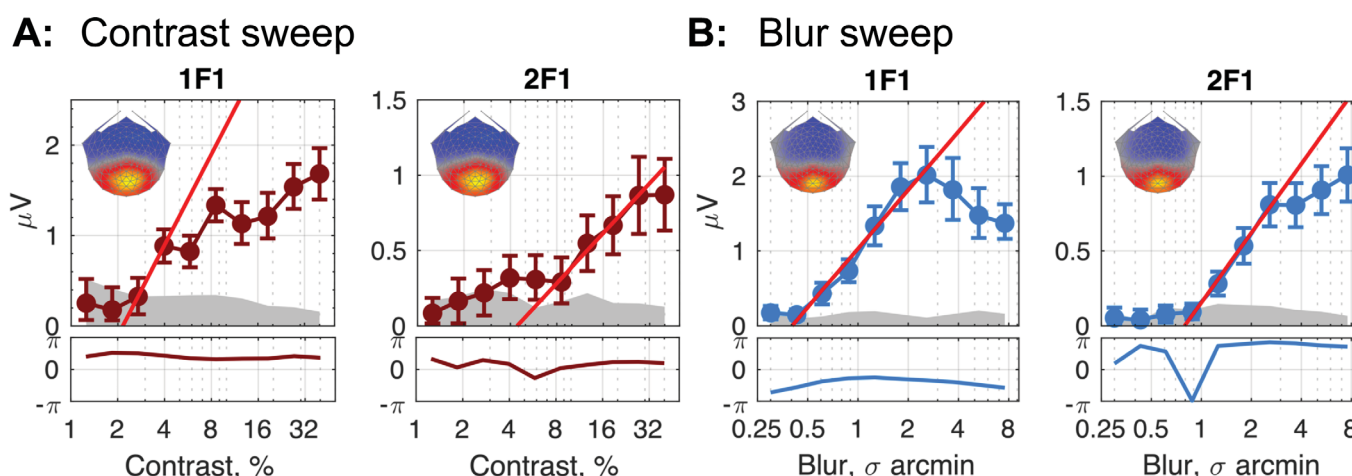 A: Contrast sweep
B: Blur sweep
1F1
2F1
1F1
2F1
μV
2
1
0
π
0
-π
1 2 4 8 16 32
Contrast, %
1.5
1
0.5
0
π
0
-π
1 2 4 8 16 32
Contrast, %
μV
3
2
1
0
π
0
-π
0.25 0.5 1 2 4 8
Blur, σ arcmin
1.5
1
0.5
0
π
0
-π
0.25 0.5 1 2 4 8
Blur, σ arcmin